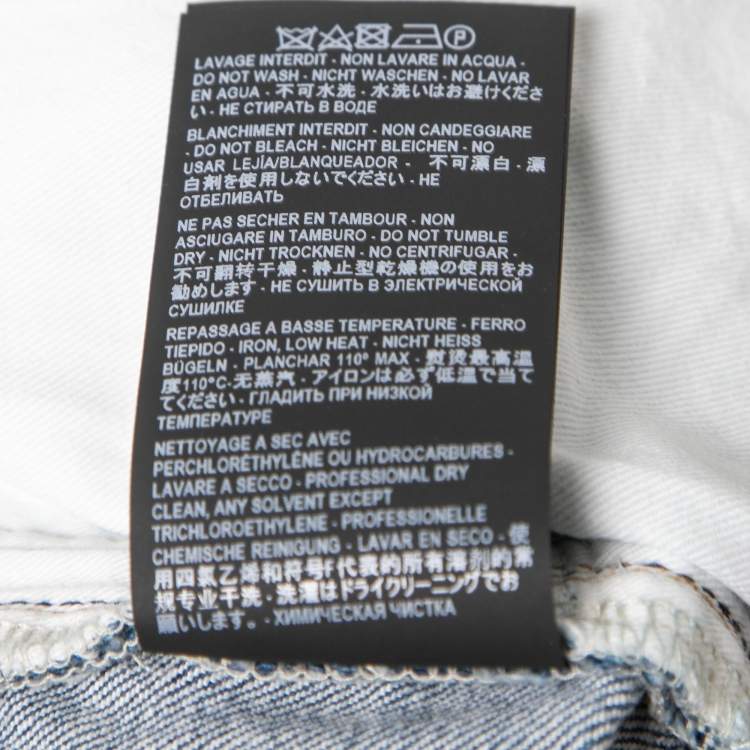 P
LAVAGE INTERDIT - NON LAVARE IN ACQUA -
DO NOT WASH - NICHT WASCHEN - NO LAVAR
EN AGUA - 不可水洗 - 水洗いはお避けくださ
い - НЕ СТИРАТЬ В ВОДЕ
BLANCHIMENT INTERDIT - NON CANDEGGIARE
- DO NOT BLEACH - NICHT BLEICHEN - NO
USAR LEJÍA/BLANQUEADOR - 不可漂白 - 漂
白剤を使用しないでください - НЕ
ОТБЕЛИВАТЬ
NE PAS SECHER EN TAMBOUR - NON
ASCIUGARE IN TAMBURO - DO NOT TUMBLE
DRY - NICHT TROCKNEN - NO CENTRIFUGAR -
不可翻转干燥 - 静止型乾燥機の使用をお
勧めします - НЕ СУШИТЬ В ЭЛЕКТРИЧЕСКОЙ
СУШИЛКЕ
REPASSAGE A BASSE TEMPERATURE - FERRO
TIEPIDO - IRON, LOW HEAT - NICHT HEISS
BÜGELN - PLANCHAR 110° MAX - 熨烫最高温
度110°C-无蒸汽 - アイロンは必ず低温で当て
てください - ГЛАДИТЬ ПРИ НИЗКОЙ
ТЕМПЕРАТУРЕ
NETTOYAGE A SEC AVEC
PERCHLORÉTHYLÈNE OU HYDROCARBURES -
LAVARE A SECCO - PROFESSIONAL DRY
CLEAN, ANY SOLVENT EXCEPT
TRICHLOROETHYLENE - PROFESSIONELLE
CHEMISCHE REINIGUNG - LAVAR EN SECO - 使
用四氯乙烯和符号f代表的所有溶剂的常
规专业干洗 - 洗濯はドライクリーニングでお
願いします。- ХИМИЧЕСКАЯ ЧИСТКА